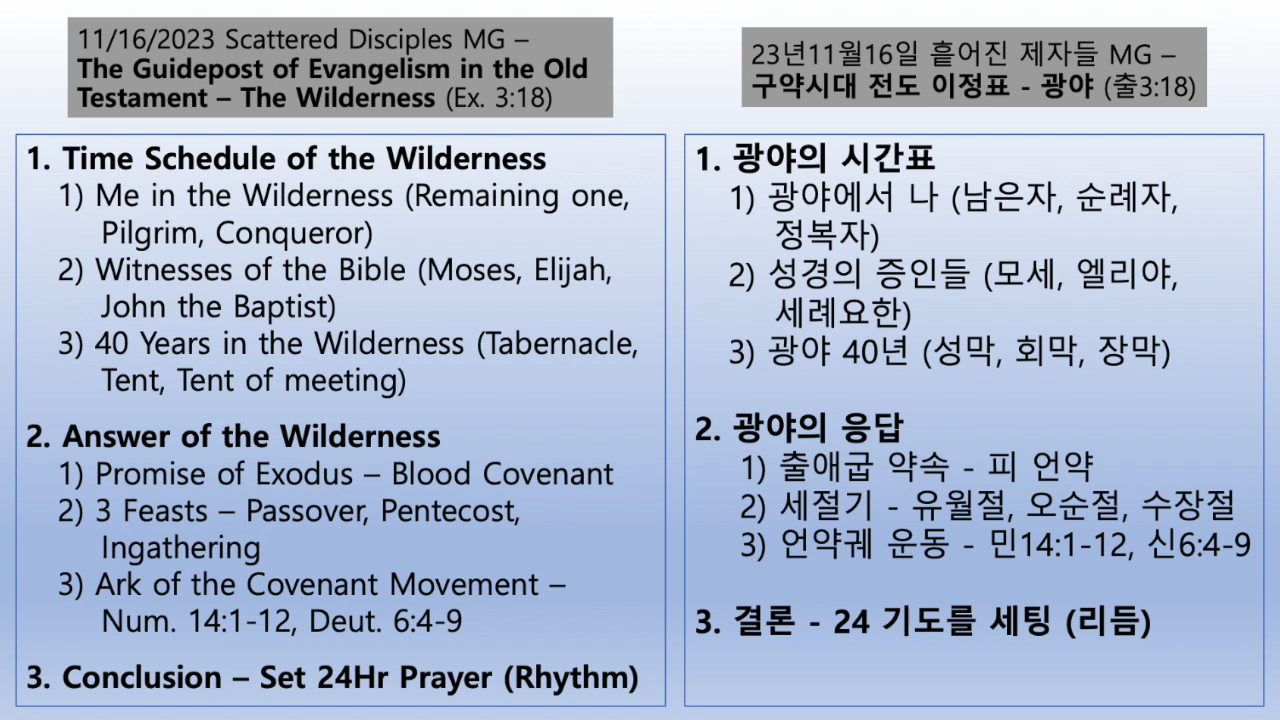 11/16/2023 Scattered Disciples MG –
The Guidepost of Evangelism in the Old
Testament – The Wilderness (Ex. 3:18)
1. Time Schedule of the Wilderness
1) Me in the Wilderness (Remaining one,
Pilgrim, Conqueror)
2) Witnesses of the Bible (Moses, Elijah,
John the Baptist)
3) 40 Years in the Wilderness (Tabernacle,
Tent, Tent of meeting)
2. Answer of the Wilderness
1) Promise of Exodus – Blood Covenant
2) 3 Feasts – Passover, Pentecost,
Ingathering
3) Ark of the Covenant Movement –
Num. 14:1-12, Deut. 6:4-9
3. Conclusion – Set 24Hr Prayer (Rhythm)
23년11월16일 흩어진 제자들 MG –
구약시대 전도 이정표 - 광야 (출3:18)
1. 광야의 시간표
1) 광야에서 나 (남은자, 순례자,
정복자)
2) 성경의 증인들 (모세, 엘리야,
세례요한)
3) 광야 40년 (성막, 회막, 장막)
2. 광야의 응답
1) 출애굽 약속 - 피 언약
2) 세절기 - 유월절, 오순절, 수장절
3) 언약궤 운동 - 민14:1-12, 신6:4-9
3. 결론 - 24 기도를 세팅 (리듬)